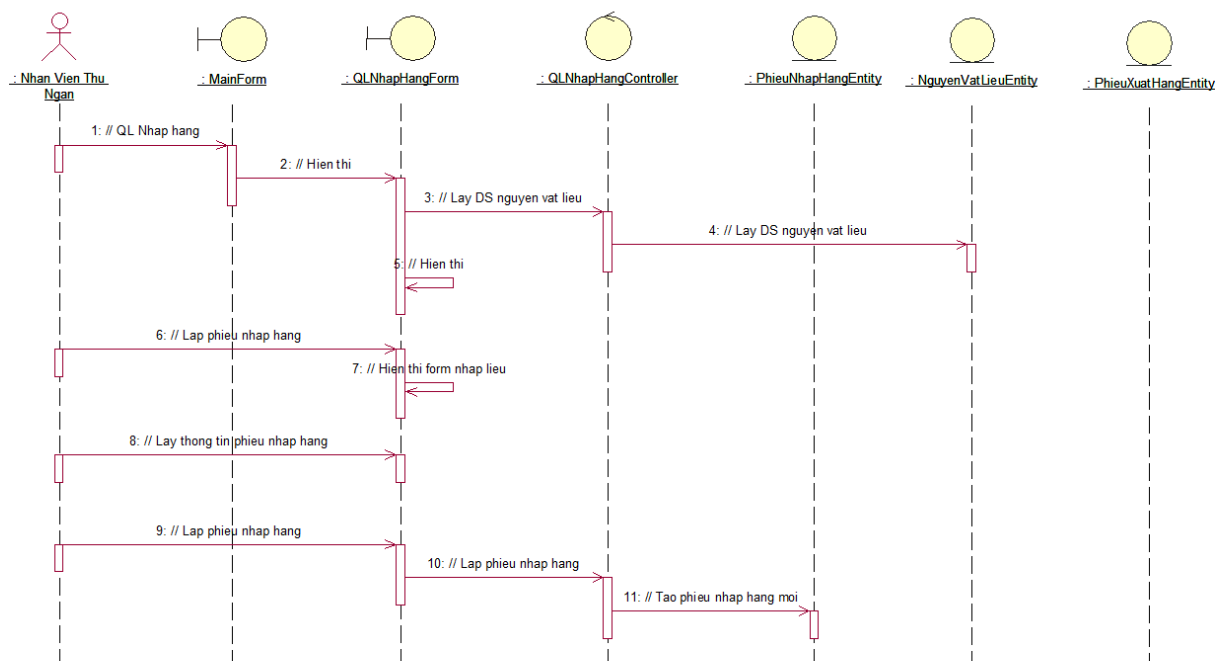 : Nhan Vien Thu
Ngan
: MainForm
: QLNhapHangForm
: QLNhapHangController
: PhieuNhapHangEntity
: NguyenVatLieuEntity
: PhieuXuatHangEntity
1: // QL Nhap hang
2: // Hien thi
3: // Lay DS nguyen vat lieu
4: // Lay DS nguyen vat lieu
5: // Hien thi
6: // Lap phieu nhap hang
7: // Hien thi form nhap lieu
8: // Lay thong tin phieu nhap hang
9: // Lap phieu nhap hang
10: // Lap phieu nhap hang
11: // Tao phieu nhap hang moi